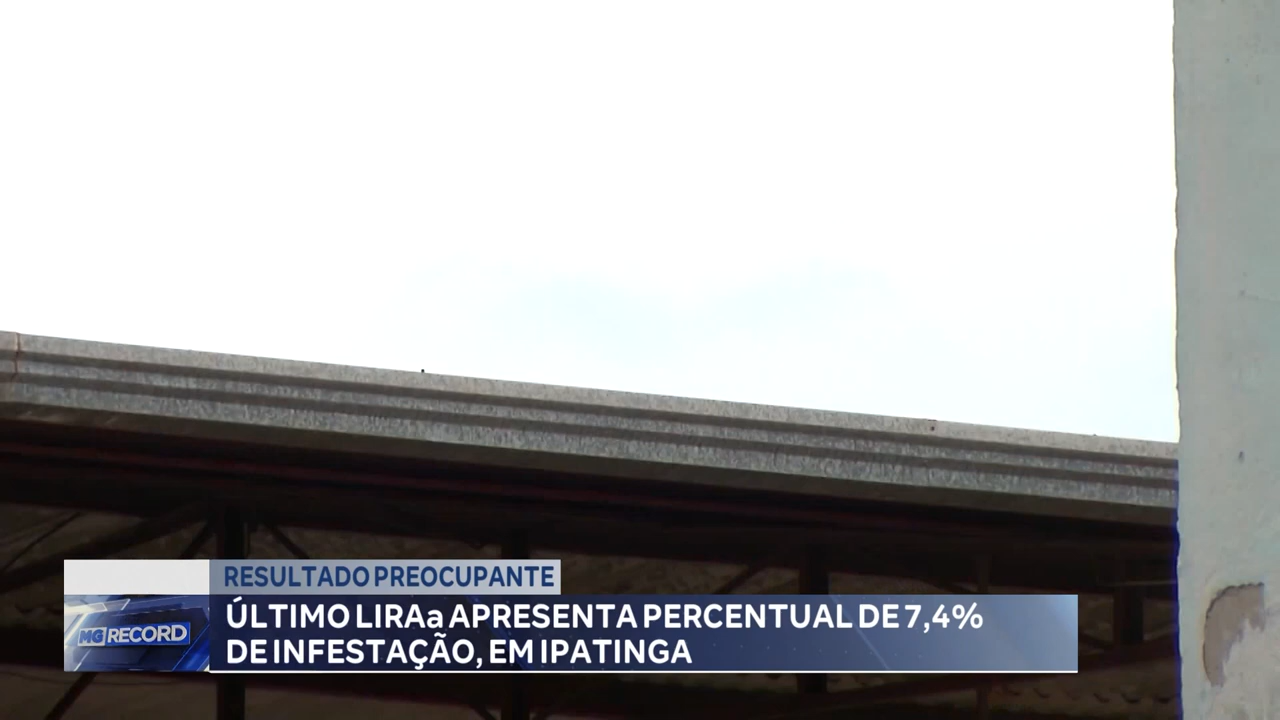 RESULTADO PREOCUPANTE
ÚLTIMO LIRAa APRESENTA PERCENTUAL DE 7,4%
DE INFESTAÇÃO, EM IPATINGA
MG RECORD